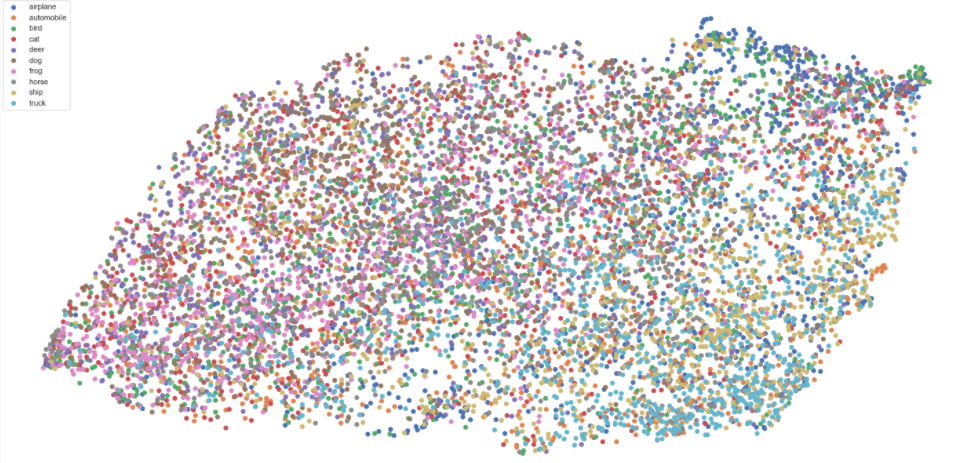 airplane
automobile
bird
cat
deer
dog
frog
horse
ship
truck